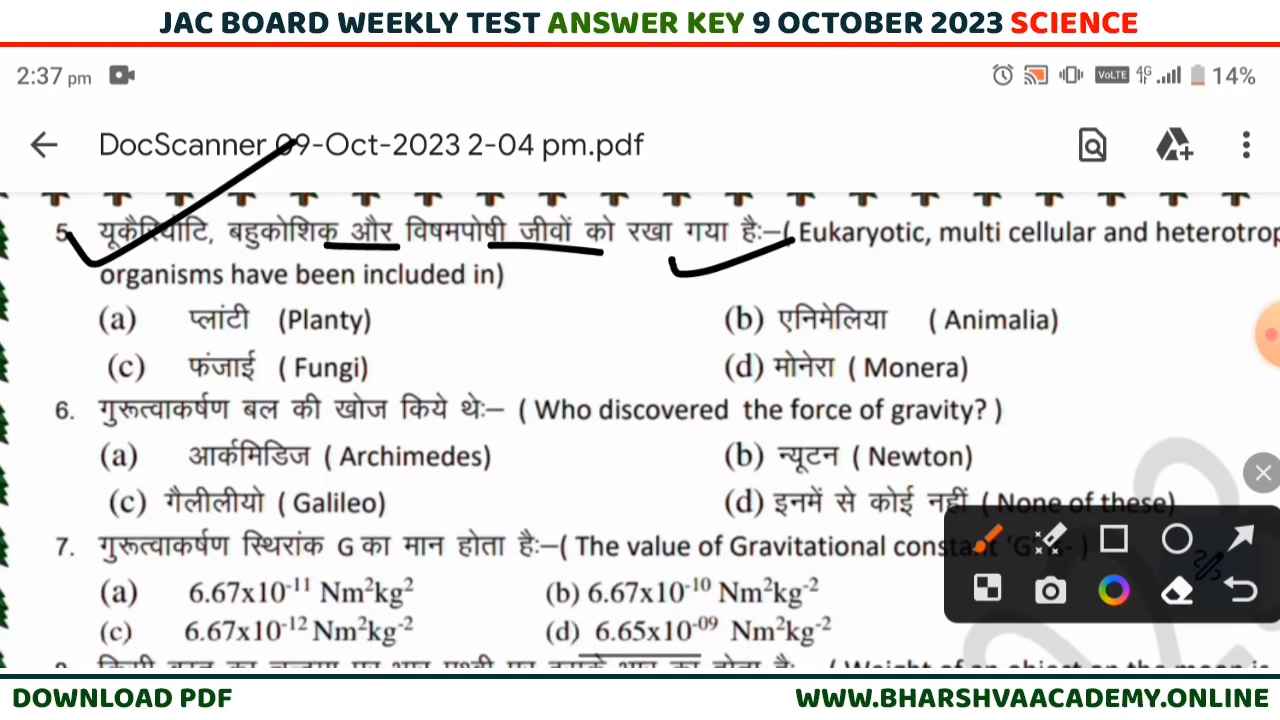 JAC BOARD WEEKLY TEST ANSWER KEY 9 OCTOBER 2023 SCIENCE
2:37 pm VoLTE 4G 14%
DocScanner 09-Oct-2023 2-04 pm.pdf
5. यूकैरियोटि, बहुकोशिक और विषमपोषी जीवों को रखा गया है:–( Eukaryotic, multi cellular and heterotrop
organisms have been included in)
(a) प्लांटी (Planty) (b) एनिमेलिया ( Animalia)
(c) फंजाई ( Fungi) (d) मोनेरा ( Monera)
6. गुरूत्वाकर्षण बल की खोज किये थे:– ( Who discovered the force of gravity? )
(a) आर्कमिडिज ( Archimedes) (b) न्यूटन ( Newton)
(c) गैलीलीयो ( Galileo) (d) इनमें से कोई नहीं ( None of these)
7. गुरूत्वाकर्षण स्थिरांक G का मान होता है:–( The value of Gravitational constant 'G'
(a) 6.67x10⁻¹¹ Nm²kg² (b) 6.67x10⁻¹⁰ Nm²kg⁻²
(c) 6.67x10⁻¹² Nm²kg⁻² (d) 6.65x10⁻⁰⁹ Nm²kg⁻²
DOWNLOAD PDF WWW.BHARSHVAACADEMY.ONLINE